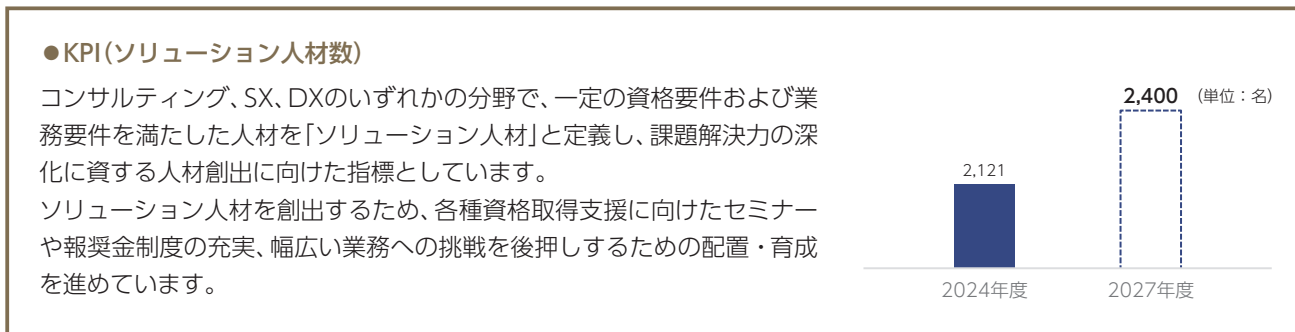 ●KPI(ソリューション人材数)
コンサルティング、SX、DXのいずれかの分野で、一定の資格要件および業
務要件を満たした人材を「ソリューション人材」と定義し、課題解決力の深
化に資する人材創出に向けた指標としています。
ソリューション人材を創出するため、各種資格取得支援に向けたセミナー
や報奨金制度の充実、幅広い業務への挑戦を後押しするための配置・育成
を進めています。
2,400 (単位:名)
2,121
2024年度 2027年度